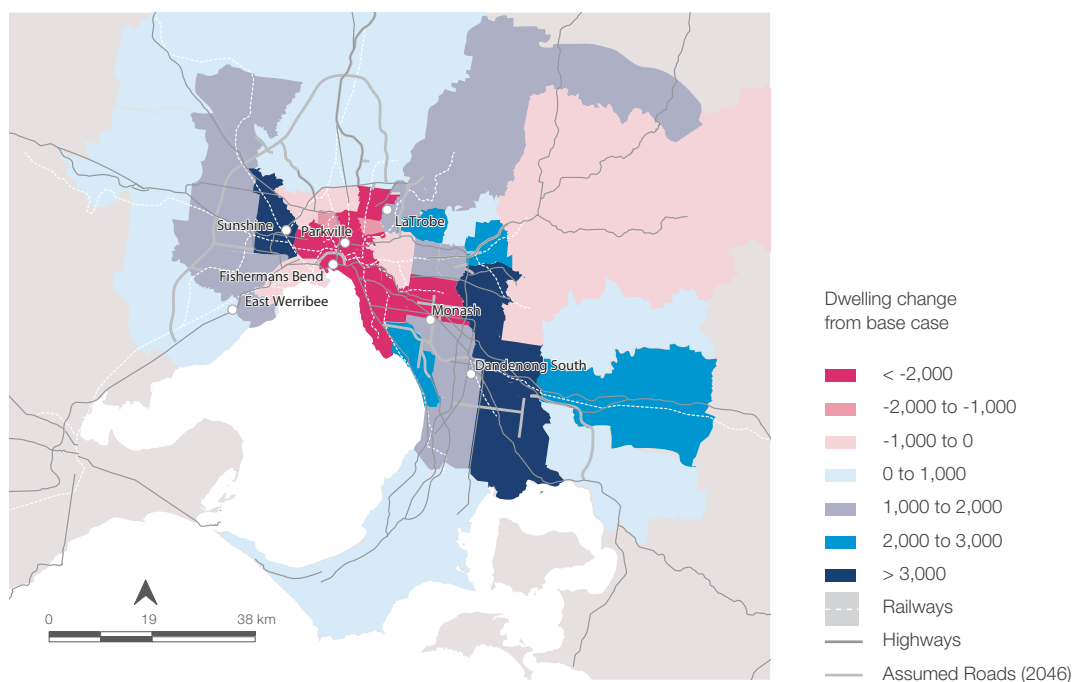 LaTrobe
Sunshine
Parkville
Fishermans Bend
East Werribee
Monash
Dandenong South
0 19 38 km
Dwelling change
from base case
< -2,000
-2,000 to -1,000
-1,000 to 0
0 to 1,000
1,000 to 2,000
2,000 to 3,000
> 3,000
Railways
Highways
Assumed Roads (2046)